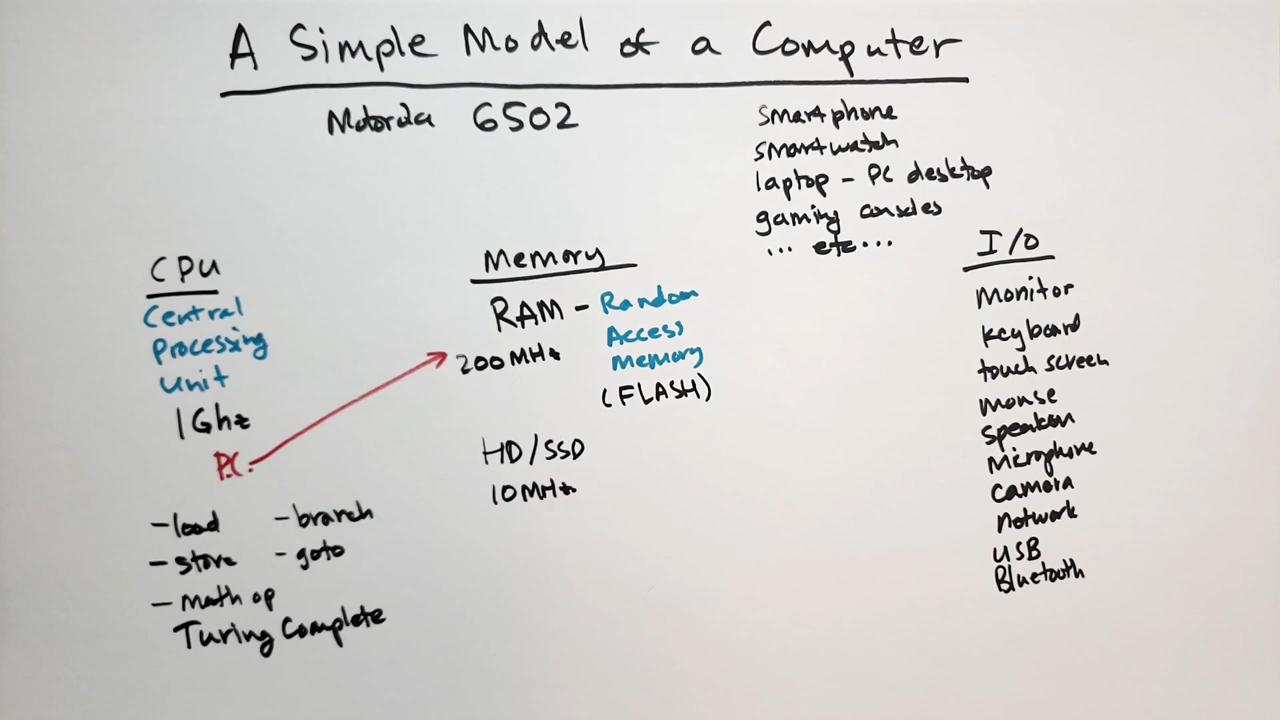 A Simple Model of a Computer
Motorola 6502
smartphone
smartwatch
laptop - PC desktop
gaming consoles
... etc...
CPU
Central
Processing
Unit
1Ghz
P.C.
-load
-store
-math op
-branch
-goto
Turing Complete
Memory
RAM - Random
Access
Memory
200MHz
(FLASH)
HD/SSD
10MHz
I/O
Monitor
keyboard
touch screen
mouse
speaker
Microphone
camera
network
USB
Bluetooth